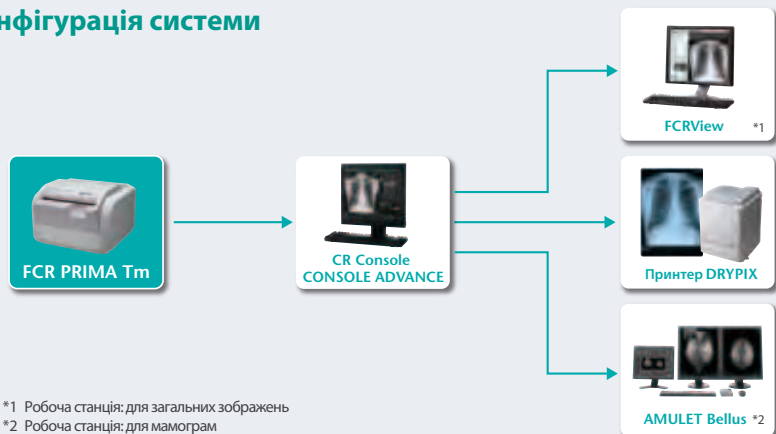 нфігурація системи
FCRView *1
FCR PRIMA Tm
CR Console
CONSOLE ADVANCE
Принтер DRYPIX
*1 Робоча станція: для загальних зображень
*2 Робоча станція: для мамограм
AMULET Bellus *2